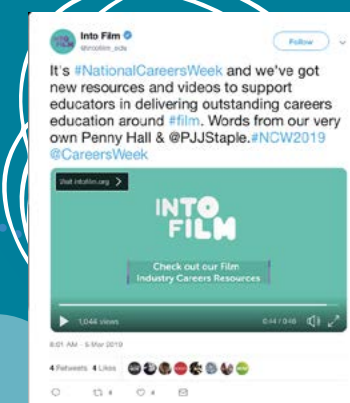 Into Film
@intofilm_edu
Follow
It's #NationalCareersWeek and we've got
new resources and videos to support
educators in delivering outstanding careers
education around #film. Words from our very
own Penny Hall & @PJJStaple.#NCW2019
@CareersWeek
Visit intofilm.org >
INTO
FILM
Check out our Film
Industry Careers Resources
1,044 views
0:44 / 0:46
6:01 AM - 5 Mar 2019
4 Retweets 4 Likes
4
4